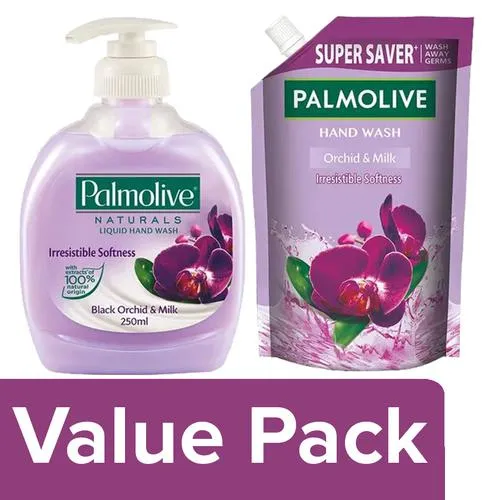 Palmolive®
NATURALS
LIQUID HAND WASH
Irresistible Softness
with
extracts of
100%
natural
origin
Black Orchid & Milk
250ml
SUPER SAVER+
WASH
AWAY
GERMS
PALMOLIVE
HAND WASH
Orchid & Milk
Irresistible Softness
Value Pack